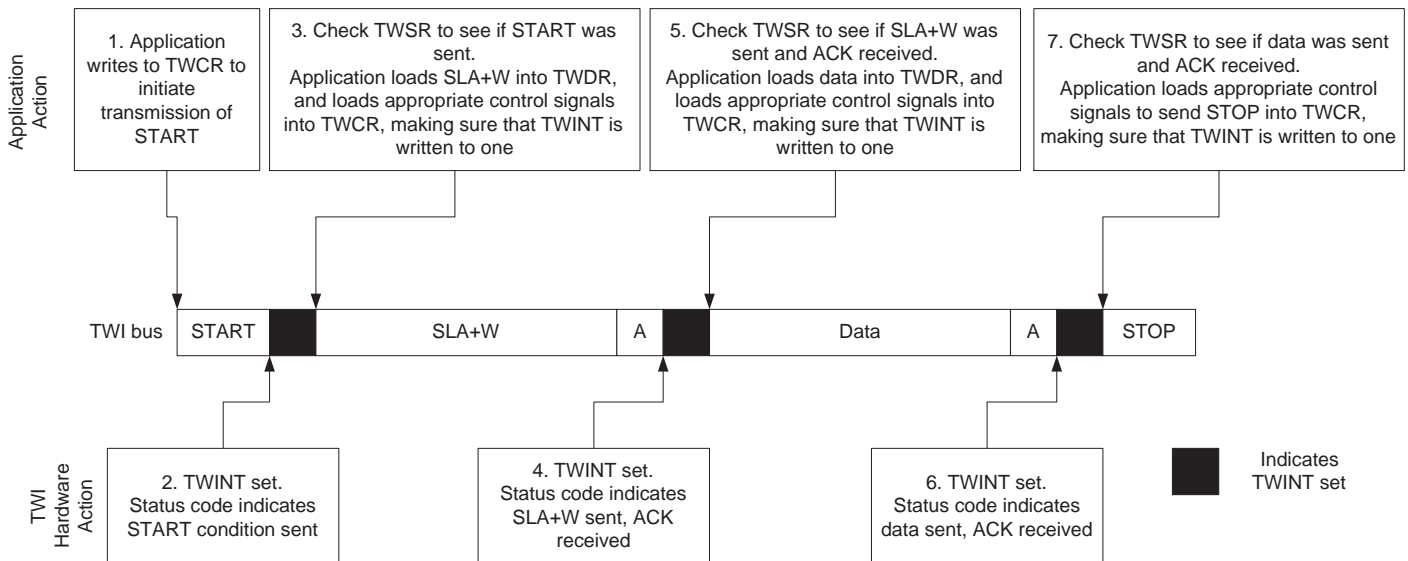 Application
Action
1. Application
writes to TWCR to
initiate
transmission of
START
3. Check TWSR to see if START was
sent.
Application loads SLA+W into TWDR,
and loads appropriate control signals
into TWCR, making sure that TWINT is
written to one
5. Check TWSR to see if SLA+W was
sent and ACK received.
Application loads data into TWDR, and
loads appropriate control signals into
TWCR, making sure that TWINT is
written to one
7. Check TWSR to see if data was sent
and ACK received.
Application loads appropriate control
signals to send STOP into TWCR,
making sure that TWINT is written to one
TWI bus
START
SLA+W
A
Data
A
STOP
TWI
Hardware
Action
2. TWINT set.
Status code indicates
START condition sent
4. TWINT set.
Status code indicates
SLA+W sent, ACK
received
6. TWINT set.
Status code indicates
data sent, ACK received
Indicates
TWINT set